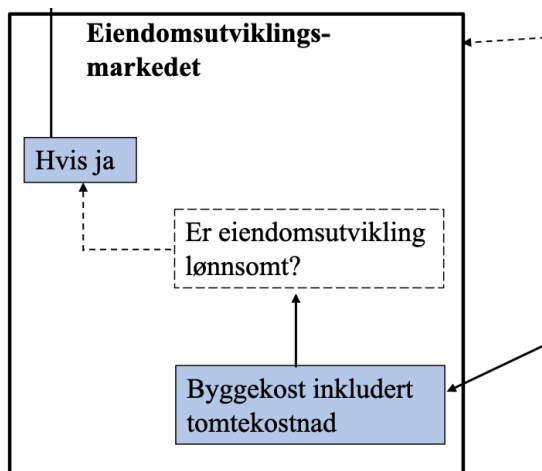 Eiendomsutviklings-
markedet
Hvis ja
Er eiendomsutvikling
lønnsomt?
Byggekost inkludert
tomtekostnad